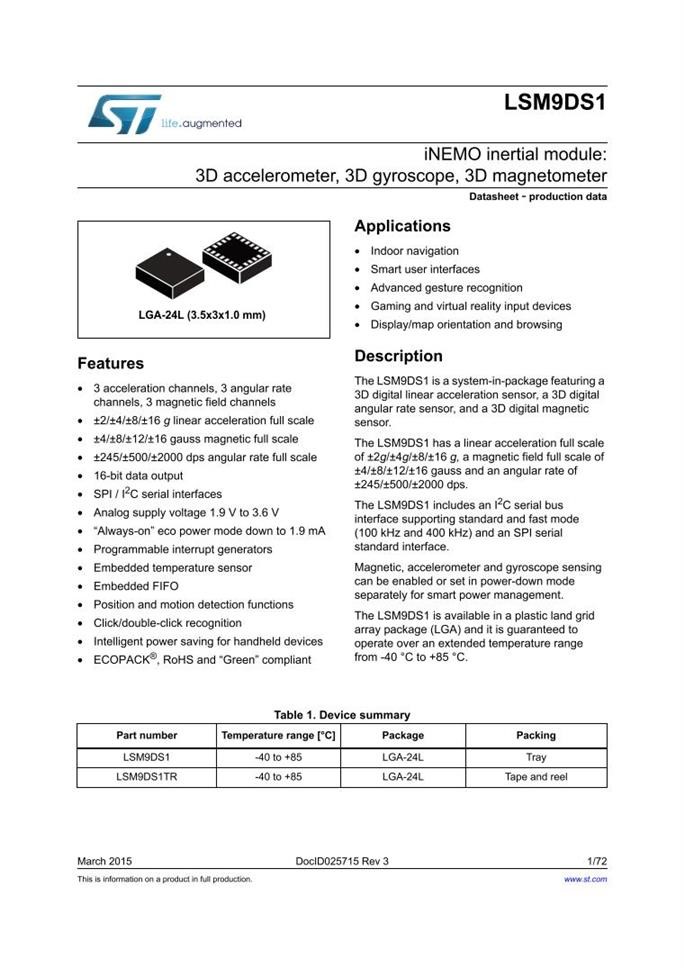 LSM9DS1
ST
life.augmented
iNEMO inertial module:
3D accelerometer, 3D gyroscope, 3D magnetometer
Datasheet - production data
LGA-24L (3.5x3x1.0 mm)
Features
• 3 acceleration channels, 3 angular rate
channels, 3 magnetic field channels
• ±2/±4/±8/±16 g linear acceleration full scale
• ±4/±8/±12/±16 gauss magnetic full scale
• ±245/±500/±2000 dps angular rate full scale
• 16-bit data output
• SPI / I²C serial interfaces
• Analog supply voltage 1.9 V to 3.6 V
• “Always-on” eco power mode down to 1.9 mA
• Programmable interrupt generators
• Embedded temperature sensor
• Embedded FIFO
• Position and motion detection functions
• Click/double-click recognition
• Intelligent power saving for handheld devices
• ECOPACK®, RoHS and “Green” compliant
Applications
• Indoor navigation
• Smart user interfaces
• Advanced gesture recognition
• Gaming and virtual reality input devices
• Display/map orientation and browsing
Description
The LSM9DS1 is a system-in-package featuring a
3D digital linear acceleration sensor, a 3D digital
angular rate sensor, and a 3D digital magnetic
sensor.
The LSM9DS1 has a linear acceleration full scale
of ±2g/±4g/±8/±16 g, a magnetic field full scale of
±4/±8/±12/±16 gauss and an angular rate of
±245/±500/±2000 dps.
The LSM9DS1 includes an I²C serial bus
interface supporting standard and fast mode
(100 kHz and 400 kHz) and an SPI serial
standard interface.
Magnetic, accelerometer and gyroscope sensing
can be enabled or set in power-down mode
separately for smart power management.
The LSM9DS1 is available in a plastic land grid
array package (LGA) and it is guaranteed to
operate over an extended temperature range
from -40 °C to +85 °C.
Table 1. Device summary
Part number Temperature range [°C] Package Packing
LSM9DS1 -40 to +85 LGA-24L Tray
LSM9DS1TR -40 to +85 LGA-24L Tape and reel
March 2015 DocID025715 Rev 3 1/72
This is information on a product in full production. www.st.com